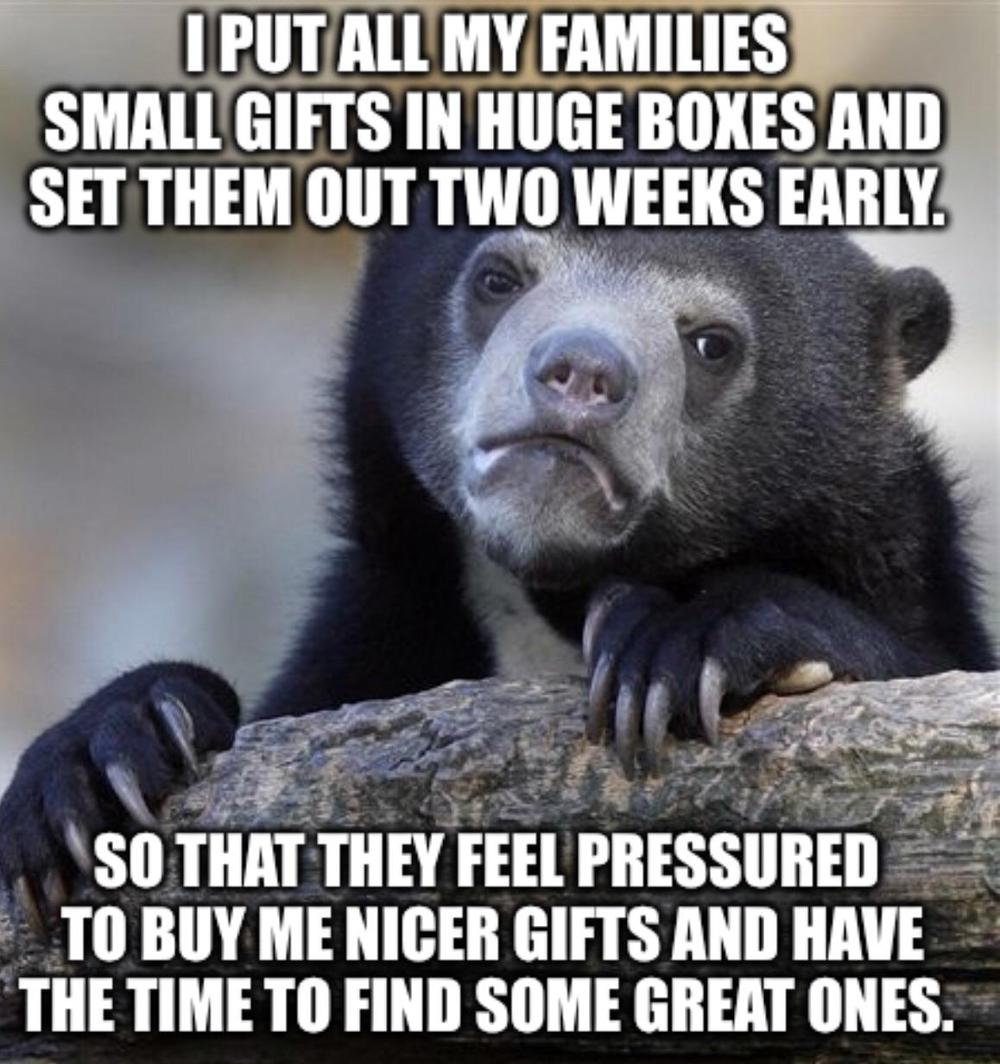 I PUT ALL MY FAMILIES
SMALL GIFTS IN HUGE BOXES AND
SET THEM OUT TWO WEEKS EARLY.
SO THAT THEY FEEL PRESSURED
TO BUY ME NICER GIFTS AND HAVE
THE TIME TO FIND SOME GREAT ONES.